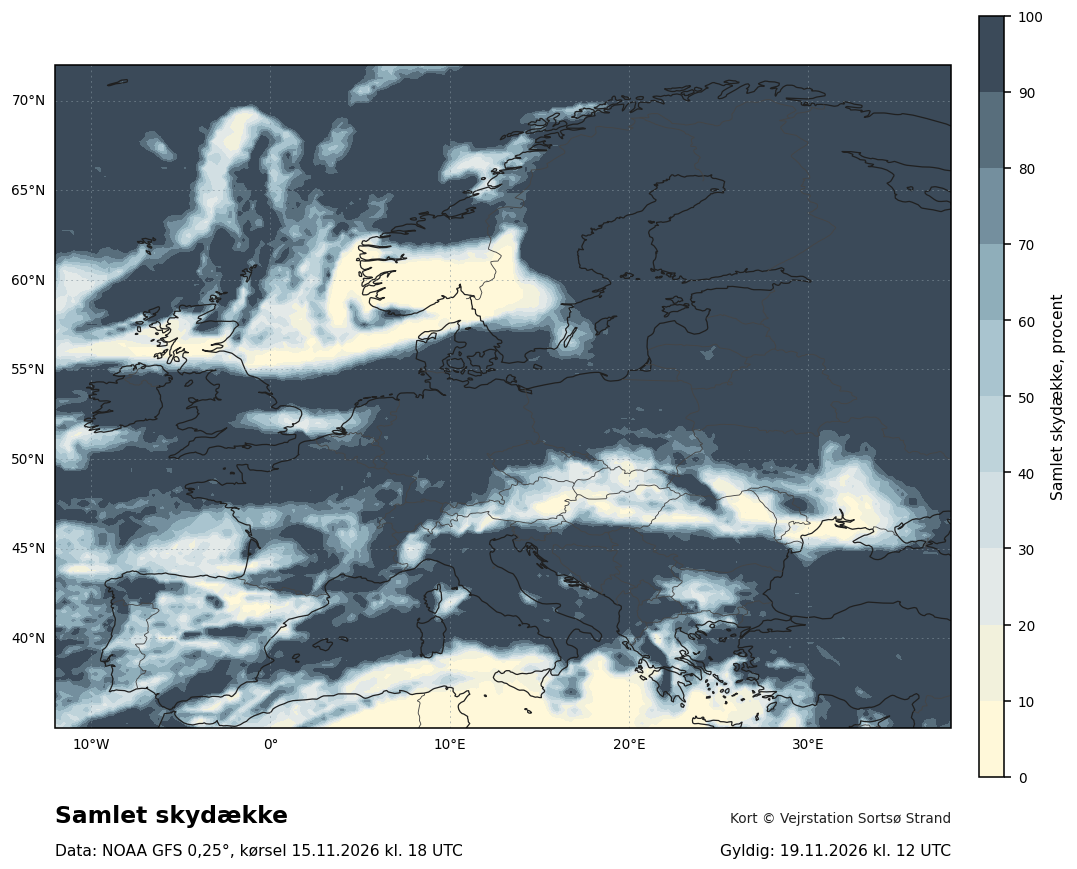 100
90
80
70
60
50
40
30
20
10
0
Samlet skydække, procent
70°N
65°N
60°N
55°N
50°N
45°N
40°N
10°W
0°
10°E
20°E
30°E
Samlet skydække
Kort © Vejrstation Sortsø Strand
Data: NOAA GFS 0,25°, kørsel 15.11.2026 kl. 18 UTC
Gyldig: 19.11.2026 kl. 12 UTC